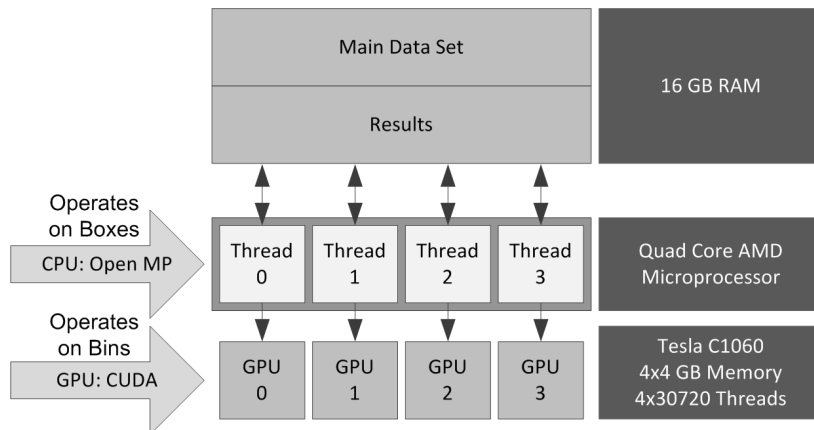 Main Data Set
16 GB RAM
Results
Operates
on Boxes
CPU: Open MP
Thread
0
Thread
1
Thread
2
Thread
3
Quad Core AMD
Microprocessor
Operates
on Bins
GPU: CUDA
GPU
0
GPU
1
GPU
2
GPU
3
Tesla C1060
4x4 GB Memory
4x30720 Threads